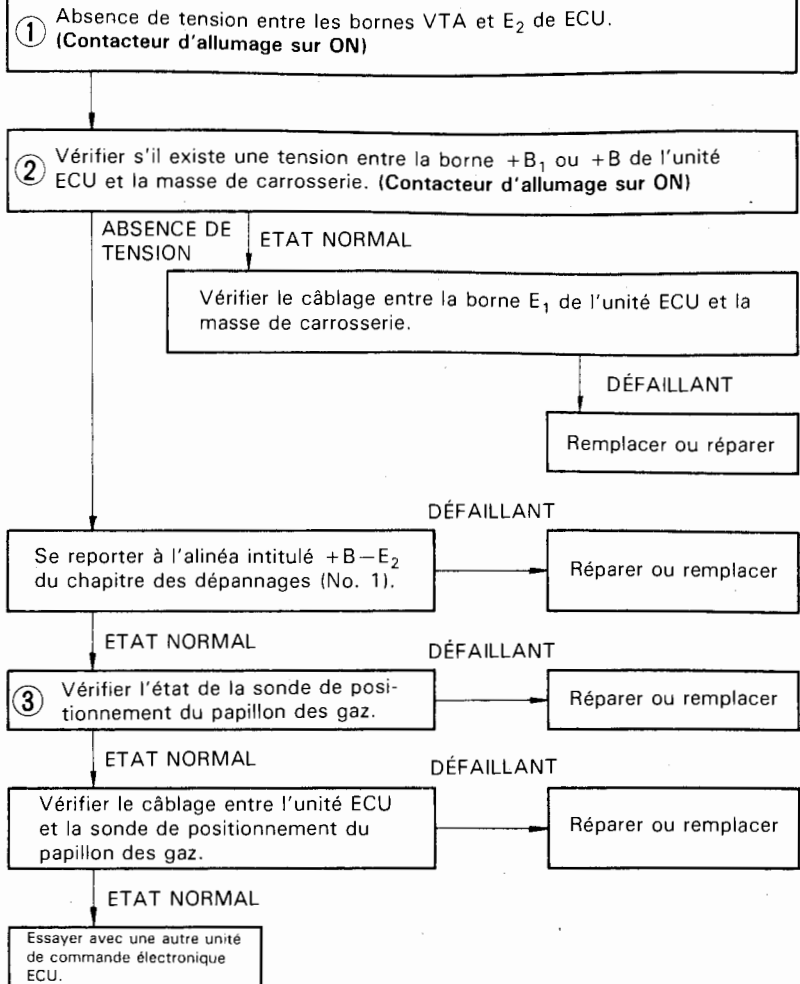 ① Absence de tension entre les bornes VTA et E₂ de ECU.
(Contacteur d'allumage sur ON)
② Vérifier s'il existe une tension entre la borne +B₁ ou +B de l'unité
ECU et la masse de carrosserie. (Contacteur d'allumage sur ON)
ABSENCE DE
TENSION
ETAT NORMAL
Vérifier le câblage entre la borne E₁ de l'unité ECU et la
masse de carrosserie.
DÉFAILLANT
Remplacer ou réparer
Se reporter à l'alinéa intitulé +B—E₂
du chapitre des dépannages (No. 1).
DÉFAILLANT
Réparer ou remplacer
ETAT NORMAL
③ Vérifier l'état de la sonde de posi-
tionnement du papillon des gaz.
DÉFAILLANT
Réparer ou remplacer
ETAT NORMAL
Vérifier le câblage entre l'unité ECU
et la sonde de positionnement du
papillon des gaz.
DÉFAILLANT
Réparer ou remplacer
ETAT NORMAL
Essayer avec une autre unité
de commande électronique
ECU.